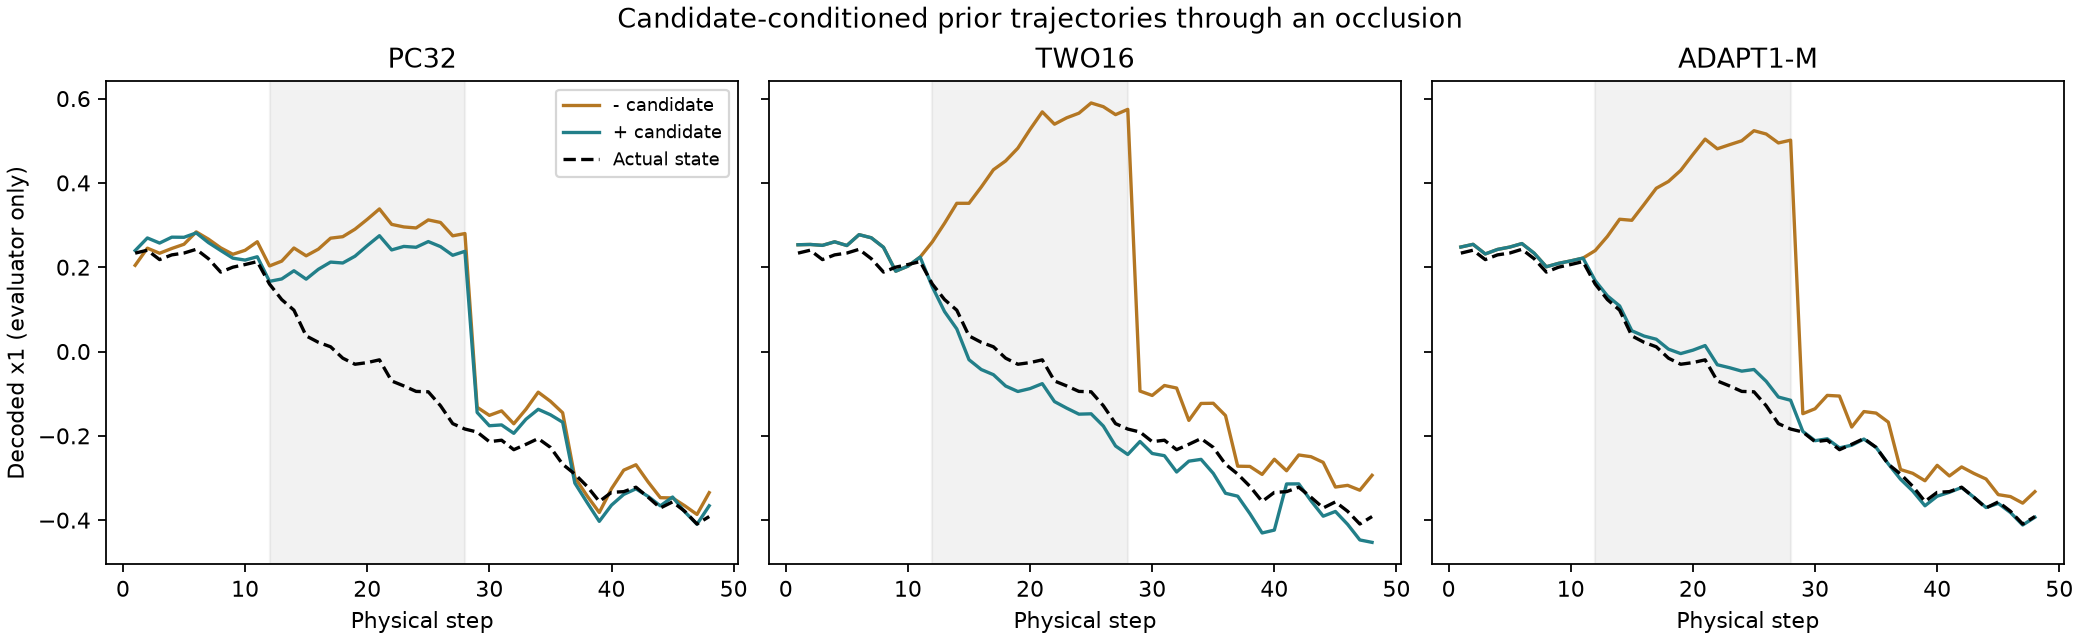 Candidate-conditioned prior trajectories through an occlusion
PC32
TWO16
ADAPT1-M
- candidate
+ candidate
Actual state
Decoded x1 (evaluator only)
0.6
0.4
0.2
0.0
−0.2
−0.4
0 10 20 30 40 50
0 10 20 30 40 50
0 10 20 30 40 50
Physical step
Physical step
Physical step